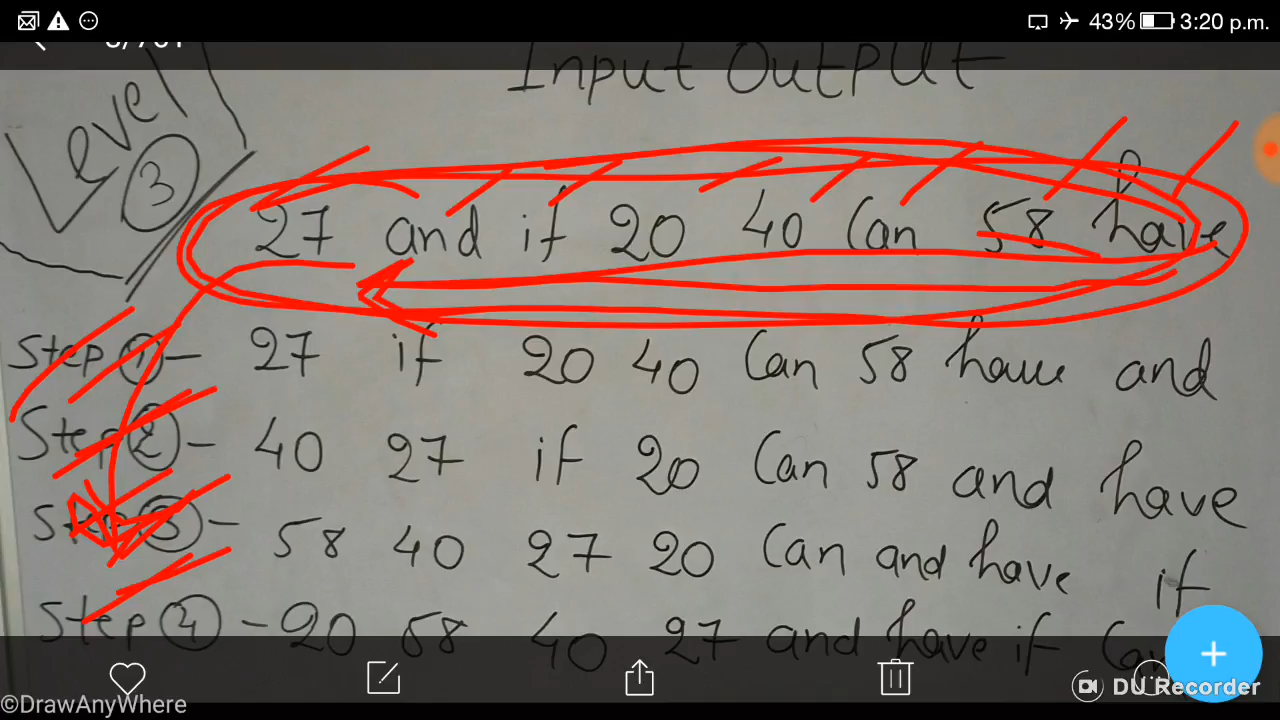 43% 3:20 p.m.
Input OutPUt
Level
3
27 and if 20 40 Can 58 have
Step 1 - 27 if 20 40 Can 58 have and
Step 2 - 40 27 if 20 Can 58 and have
Step 3 - 58 40 27 20 Can and have if
Step 4 - 20 58 40 27 and have if Can
DU Recorder
©DrawAnyWhere